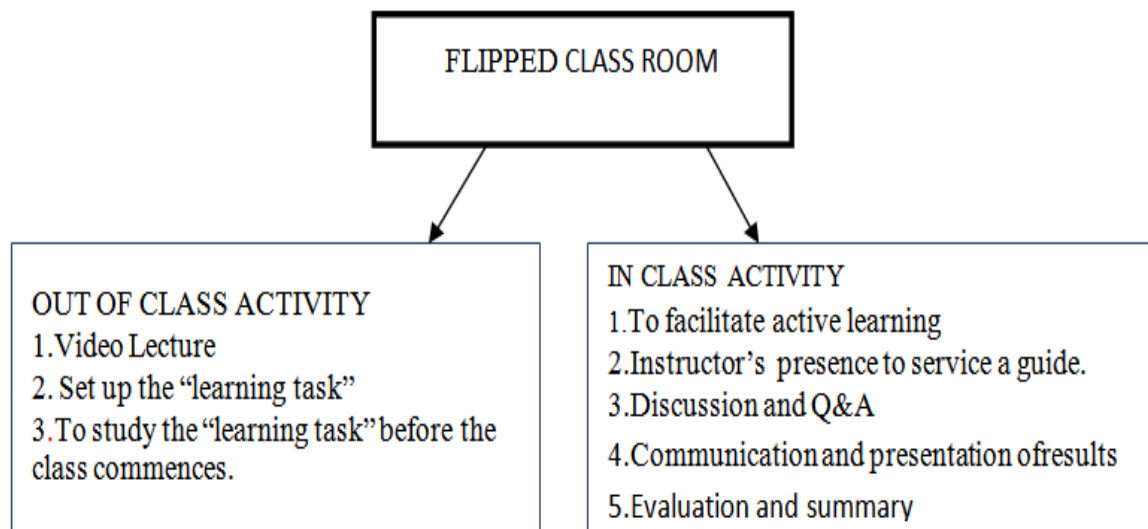 FLIPPED CLASS ROOM
OUT OF CLASS ACTIVITY
1.Video Lecture
2. Set up the “learning task”
3.To study the “learning task” before the
class commences.
IN CLASS ACTIVITY
1.To facilitate active learning
2.Instructor’s presence to service a guide.
3.Discussion and Q&A
4.Communication and presentation ofresults
5.Evaluation and summary